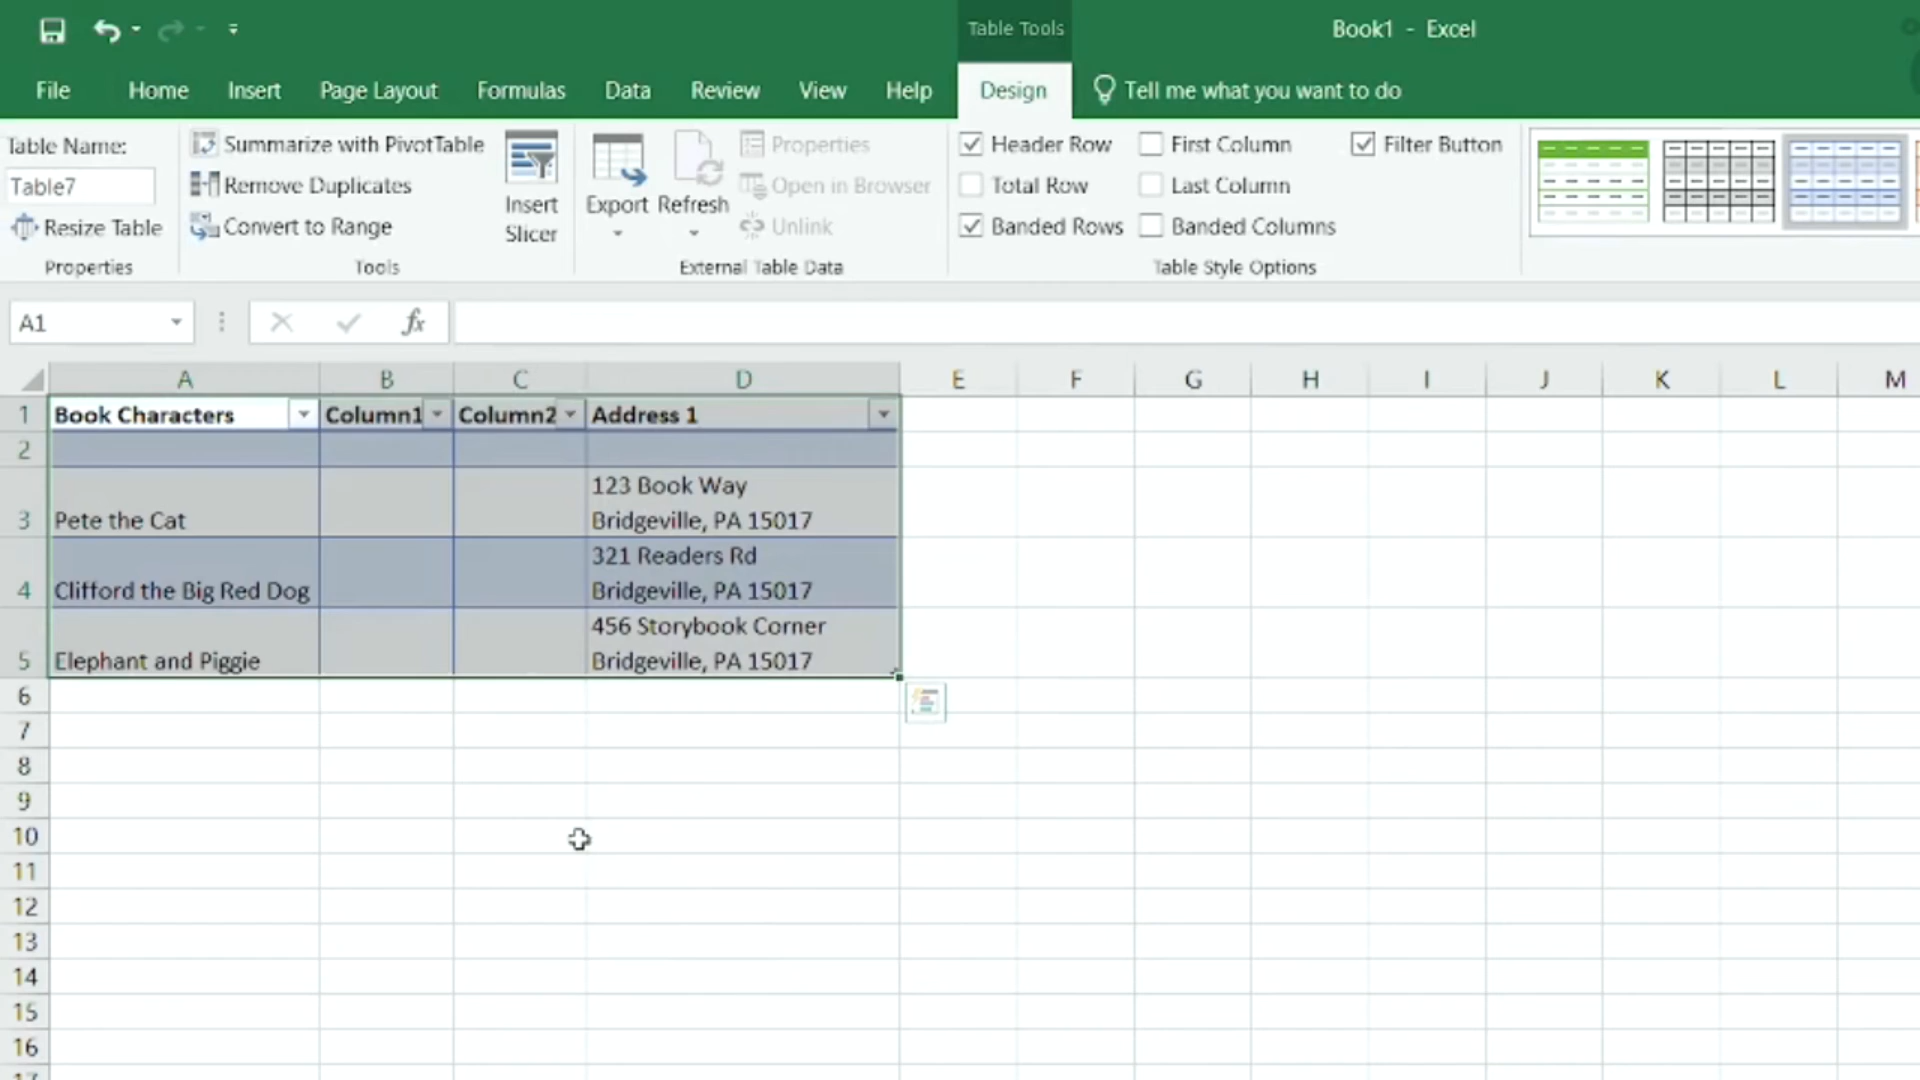 Table Tools
Book1 - Excel
File Home Insert Page Layout Formulas Data Review View Help Design Tell me what you want to do
Table Name:
Table7
Resize Table
Properties
Summarize with PivotTable
Remove Duplicates
Convert to Range
Tools
Insert
Slicer
Export Refresh
Properties
Open in Browser
Unlink
External Table Data
Header Row First Column Filter Button
Total Row Last Column
Banded Rows Banded Columns
Table Style Options
A1 fx
A B C D E F G H I J K L M
1 Book Characters Column1 Column2 Address 1
2
123 Book Way
3 Pete the Cat Bridgeville, PA 15017
321 Readers Rd
4 Clifford the Big Red Dog Bridgeville, PA 15017
456 Storybook Corner
5 Elephant and Piggie Bridgeville, PA 15017
6
7
8
9
10
11
12
13
14
15
16
17